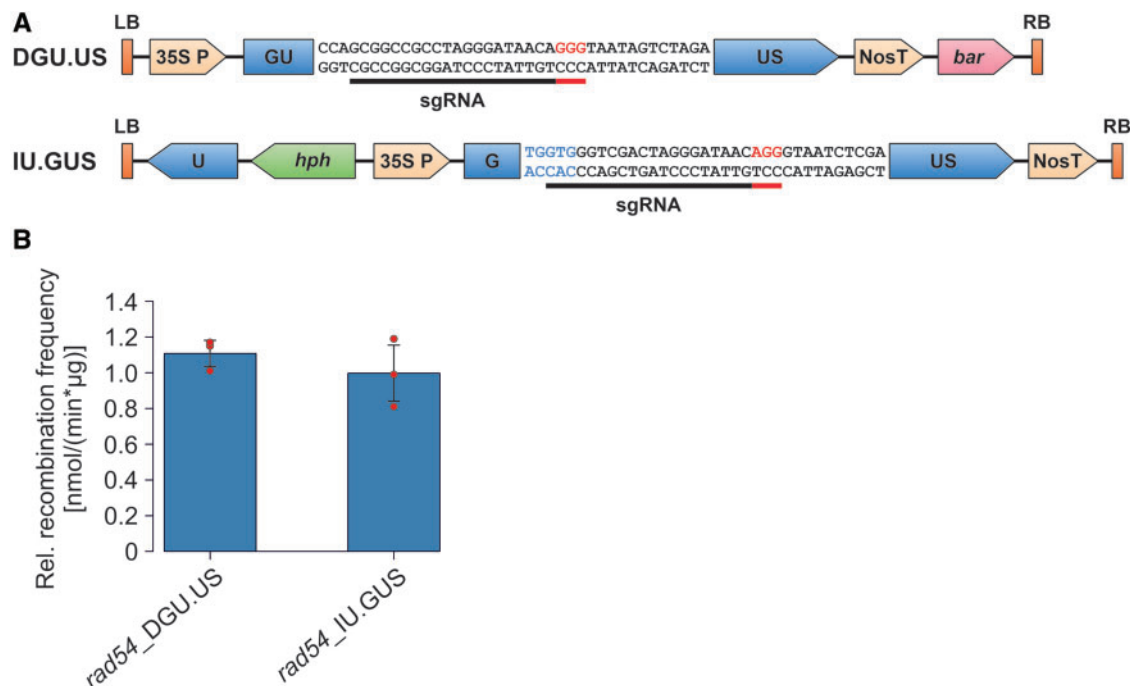 A
LB
RB
DGU.US
35S P
GU
CCAGCGGCCGCCTAGGGATAACAGGGTAATAGTCTAGA
GGTCGCCGGCGGATCCCTATTGTCCCATTATCAGATCT
US
NosT
bar
sgRNA
LB
RB
IU.GUS
U
hph
35S P
G
TGGTGGGTCGACTAGGGATAACAGGGTAATCTCGA
ACCACCCAGCTGATCCCTATTGTCCCATTAGAGCT
US
NosT
sgRNA
B
Rel. recombination frequency
[nmol/(min*µg)]
1.4
1.2
1.0
0.8
0.6
0.4
0.2
0
rad54_DGU.US
rad54_IU.GUS